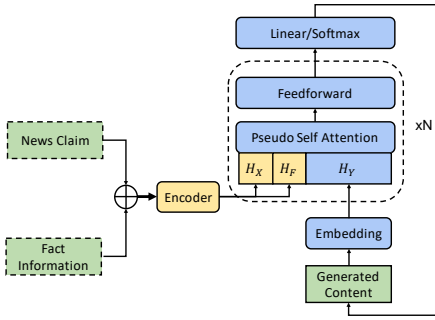 Linear/Softmax
Feedforward
xN
News Claim
Pseudo Self Attention
H_X H_F H_Y
Encoder
Fact
Information
Embedding
Generated
Content